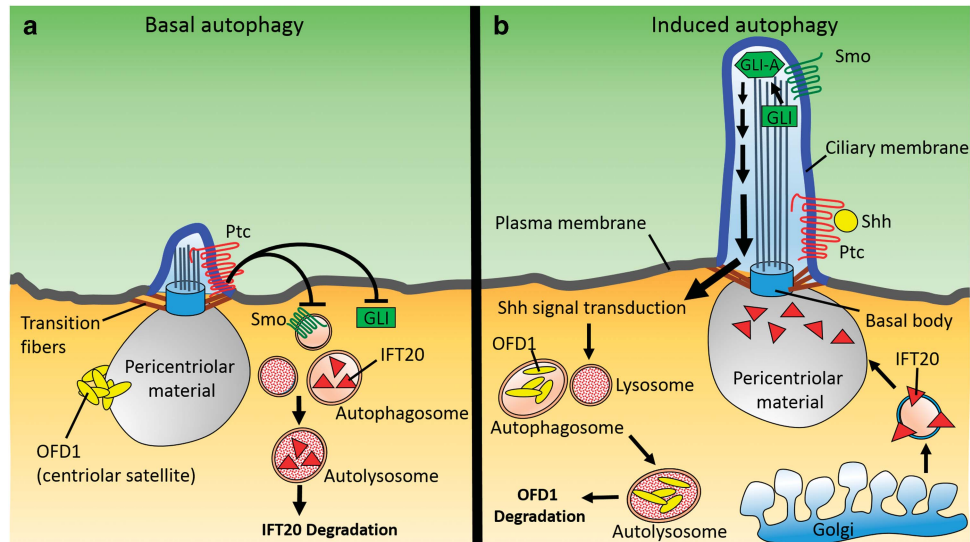 a
Basal autophagy
Ptc
Transition
fibers
Smo
GLI
IFT20
Pericentriolar
material
Autophagosome
OFD1
(centriolar satellite)
Autolysosome
IFT20 Degradation
b
Induced autophagy
GLI-A
Smo
GLI
Ciliary membrane
Plasma membrane
Shh
Ptc
Shh signal transduction
Basal body
OFD1
IFT20
Lysosome
Pericentriolar
material
Autophagosome
OFD1
Degradation
Autolysosome
Golgi